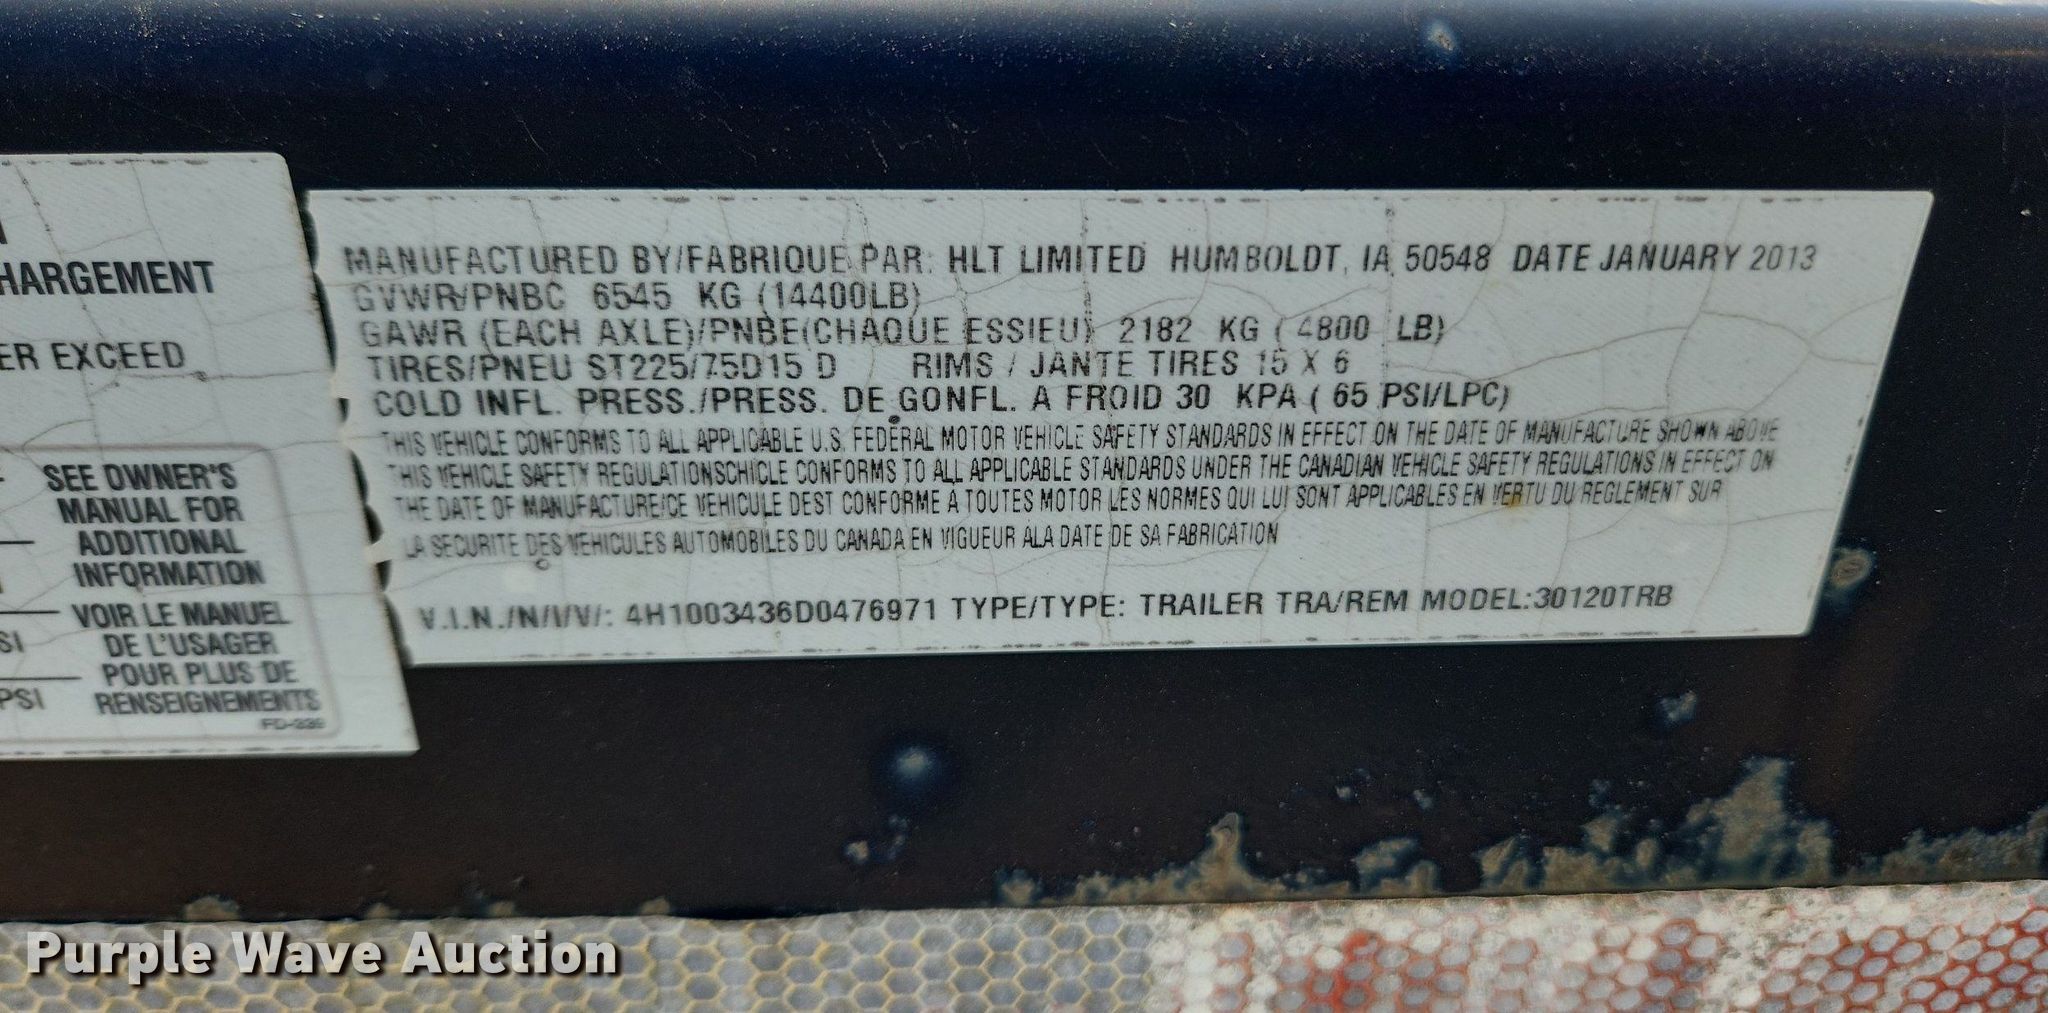 HARGEMENT
ER EXCEED
SEE OWNER'S
MANUAL FOR
ADDITIONAL
INFORMATION
VOIR LE MANUEL
DE L'USAGER
POUR PLUS DE
RENSEIGNEMENTS
SI
PSI
FD-339
MANUFACTURED BY/FABRIQUE PAR: HLT LIMITED HUMBOLDT, IA 50548 DATE JANUARY 2013
GVWR/PNBC 6545 KG (14400LB)
GAWR (EACH AXLE)/PNBE(CHAQUE ESSIEU) 2182 KG ( 4800 LB)
TIRES/PNEU ST225/75D15 D RIMS / JANTE TIRES 15 X 6
COLD INFL. PRESS./PRESS. DE GONFL. A FROID 30 KPA ( 65 PSI/LPC)
THIS VEHICLE CONFORMS TO ALL APPLICABLE U.S. FEDERAL MOTOR VEHICLE SAFETY STANDARDS IN EFFECT ON THE DATE OF MANUFACTURE SHOWN ABOVE
THIS VEHICLE SAFETY REGULATIONSCHICLE CONFORMS TO ALL APPLICABLE STANDARDS UNDER THE CANADIAN VEHICLE SAFETY REGULATIONS IN EFFECT ON
THE DATE OF MANUFACTURE/CE VEHICULE DEST CONFORME A TOUTES MOTOR LES NORMES QUI LUI SONT APPLICABLES EN VERTU DU REGLEMENT SUR
LA SECURITE DES VEHICULES AUTOMOBILES DU CANADA EN VIGUEUR ALA DATE DE SA FABRICATION
V.I.N./N/I/V/: 4H1003436D0476971 TYPE/TYPE: TRAILER TRA/REM MODEL:30120TRB
Purple Wave Auction